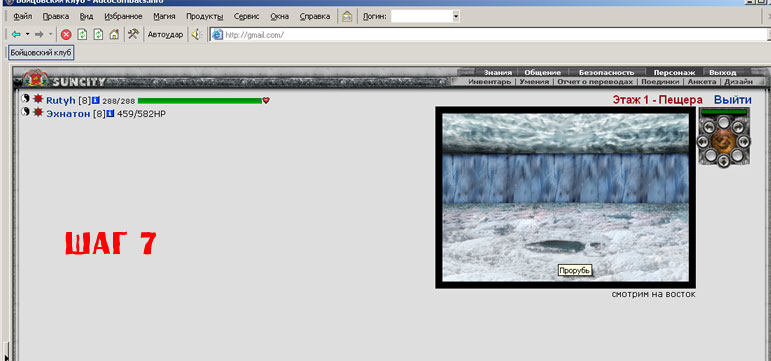 Бойцовский клуб - AutoCombats.info
Файл Правка Вид Избранное Магия Продукты Сервис Окна Справка Логин:
Автоудар http://gmail.com/
Бойцовский клуб
SUNCITY
Знания Общение Безопасность Персонаж Выход
Инвентарь Умения Отчет о переводах Поединки Анкета Дизайн
Rutyh [8] 288/288
Эхнатон [8] 459/582HP
Этаж 1 - Пещера Выйти
ШАГ 7
Прорубь
смотрим на восток